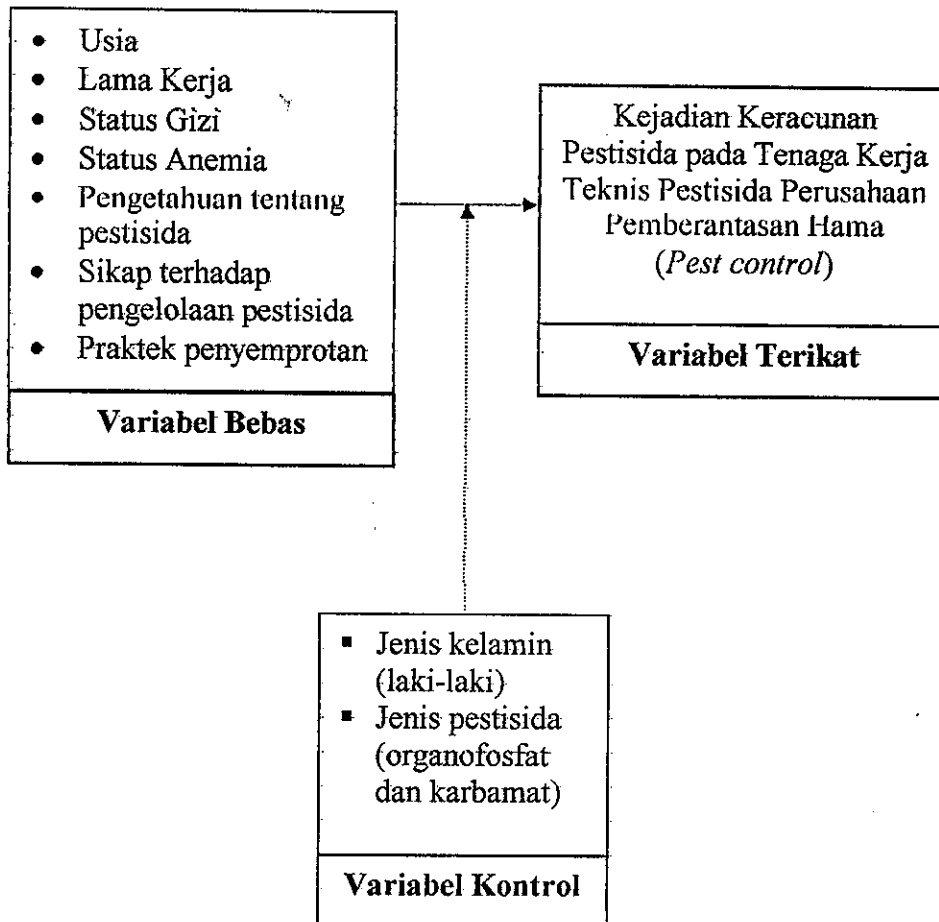 • Usia
• Lama Kerja
• Status Gizi
• Status Anemia
• Pengetahuan tentang
pestisida
• Sikap terhadap
pengelolaan pestisida
• Praktek penyemprotan
Variabel Bebas
Kejadian Keracunan
Pestisida pada Tenaga Kerja
Teknis Pestisida Perusahaan
Pemberantasan Hama
(Pest control)
Variabel Terikat
▪ Jenis kelamin
(laki-laki)
▪ Jenis pestisida
(organofosfat
dan karbamat)
Variabel Kontrol